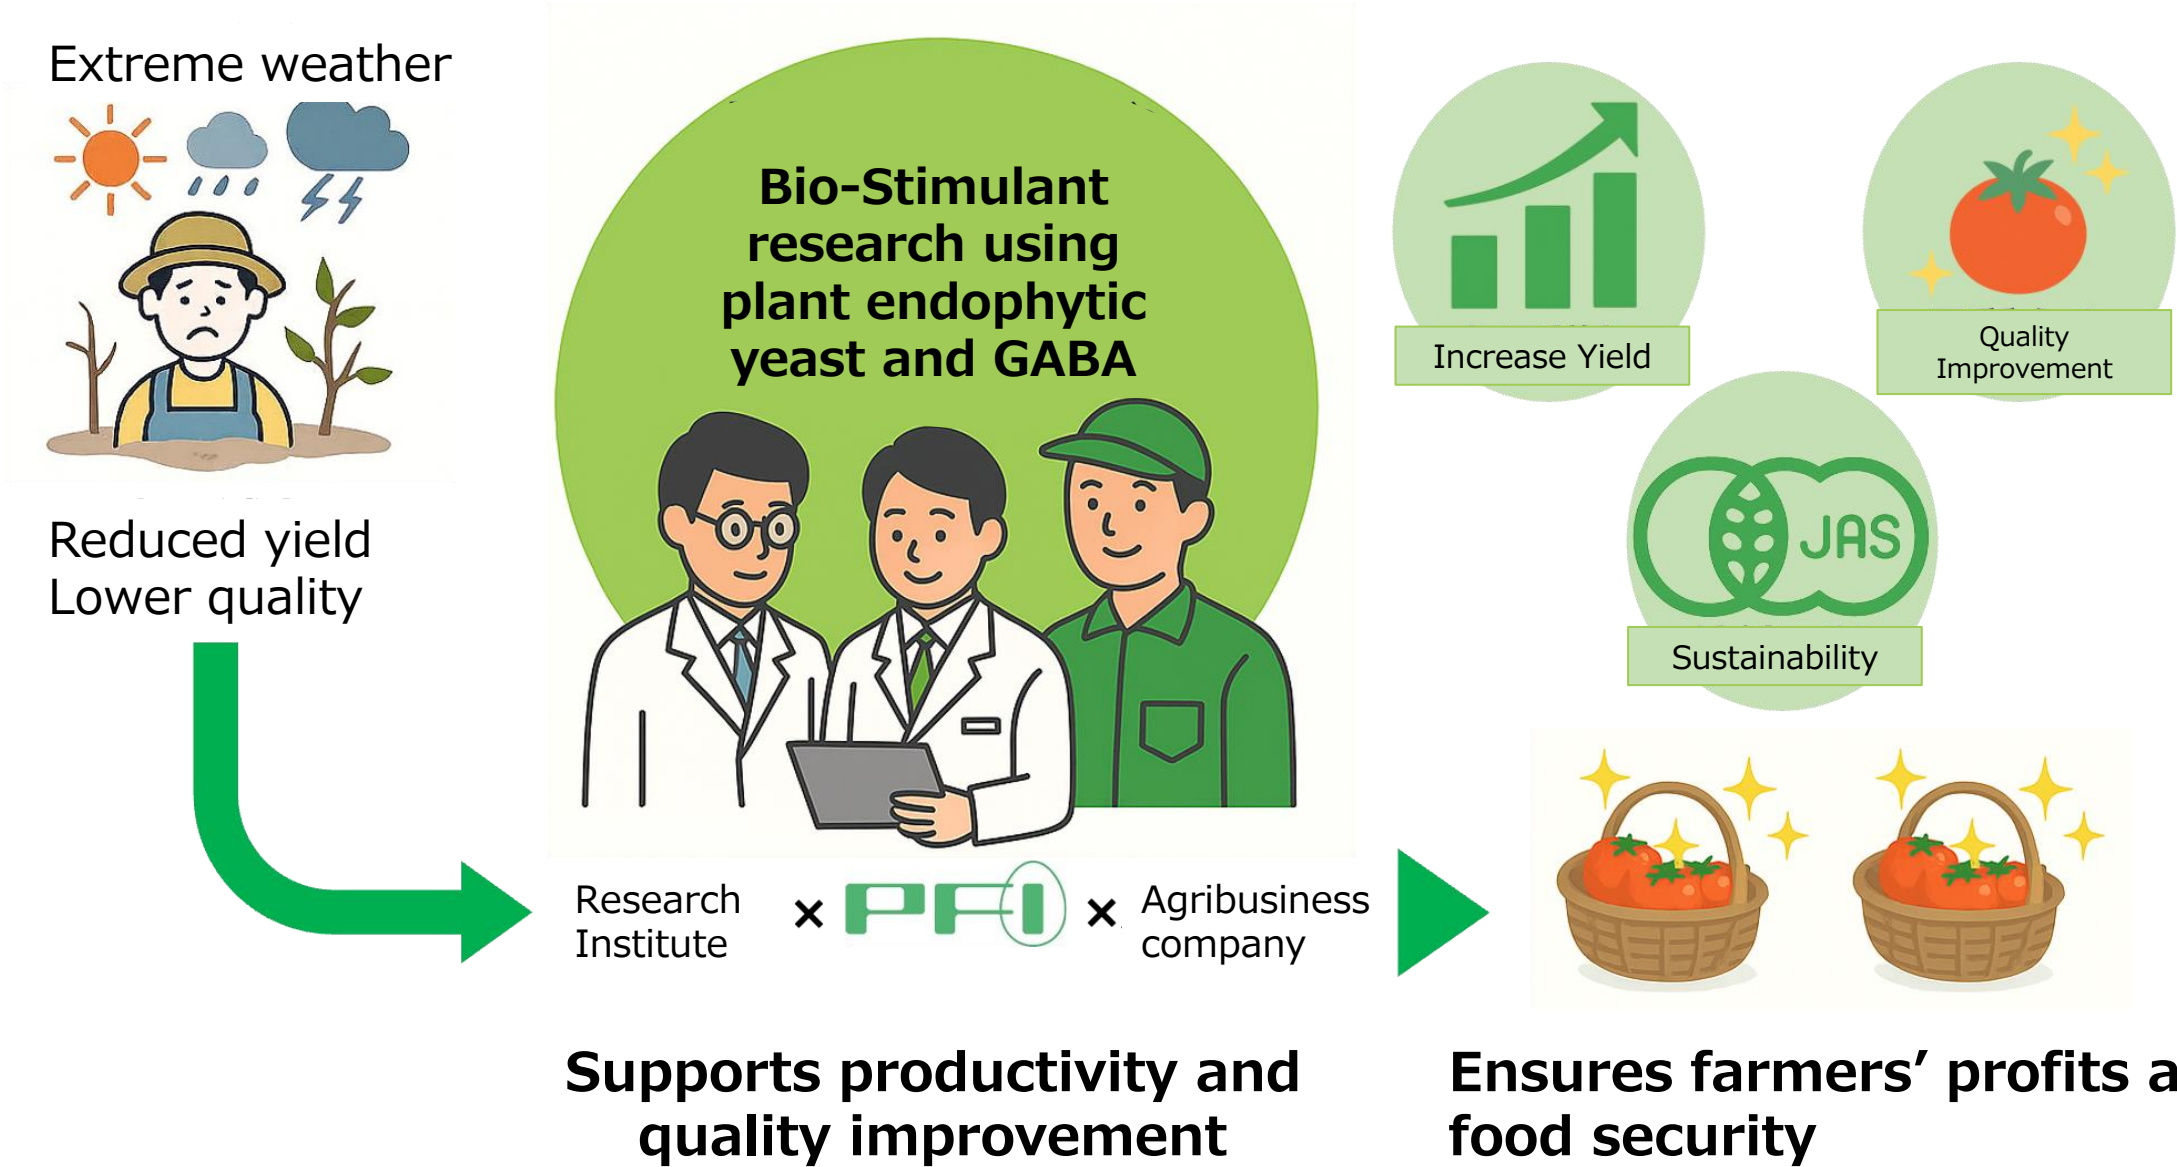 Extreme weather
Reduced yield
Lower quality
Bio-Stimulant
research using
plant endophytic
yeast and GABA
Research
Institute
×
PFI
×
Agribusiness
company
Supports productivity and
quality improvement
Increase Yield
Quality
Improvement
JAS
Sustainability
Ensures farmers’ profits a
food security